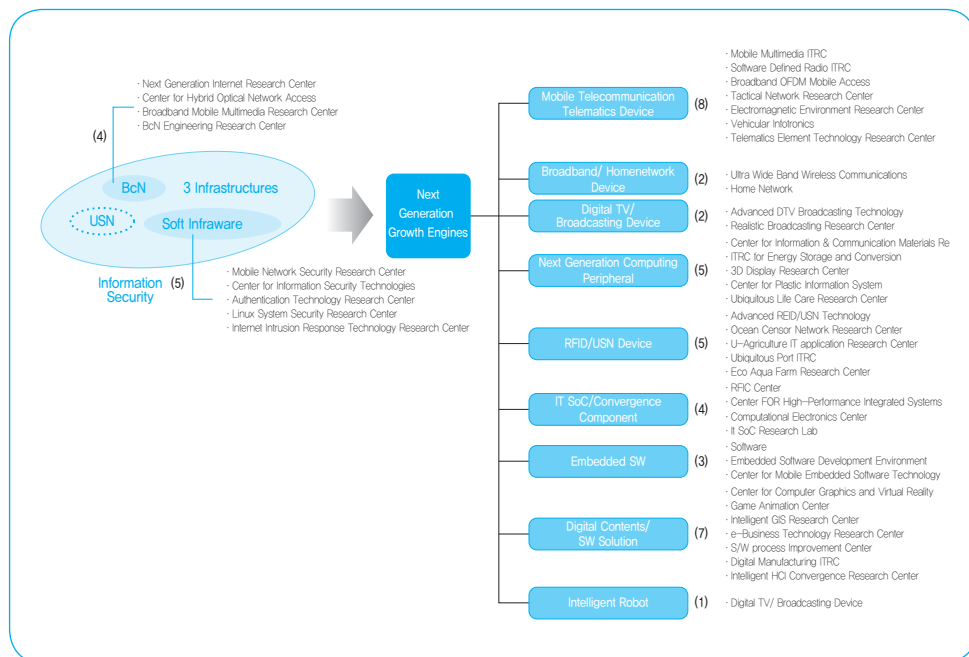 · Next Generation Internet Research Center
· Center for Hybrid Optical Network Access
· Broadband Mobile Multimedia Research Center
· BcN Engineering Research Center
(4)
BcN
3 Infrastructures
USN
Soft Infraware
Information
Security
(5)
· Mobile Network Security Research Center
· Center for Information Security Technologies
· Authentication Technology Research Center
· Linux System Security Research Center
· Internet Intrusion Response Technology Research Center
Next
Generation
Growth Engines
Mobile Telecommunication
Telematics Device
(8)
· Mobile Multimedia ITRC
· Software Defined Radio ITRC
· Broadband OFDM Mobile Access
· Tactical Network Research Center
· Electromagnetic Environment Research Center
· Vehicular Infotronics
· Telematics Element Technology Research Center
Broadband/ Homenetwork
Device
(2)
· Ultra Wide Band Wireless Communications
· Home Network
Digital TV/
Broadcasting Device
(2)
· Advanced DTV Broadcasting Technology
· Realistic Broadcasting Research Center
Next Generation Computing
Peripheral
(5)
· Center for Information & Communication Materials Re
· ITRC for Energy Storage and Conversion
· 3D Display Research Center
· Center for Plastic Information System
· Ubiquitous Life Care Research Center
RFID/USN Device
(5)
· Advanced REID/USN Technology
· Ocean Censor Network Research Center
· U-Agriculture IT application Research Center
· Ubiquitous Port ITRC
· Eco Aqua Farm Research Center
IT SoC/Convergence
Component
(4)
· RFIC Center
· Center FOR High-Performance Integrated Systems
· Computational Electronics Center
· It SoC Research Lab
Embedded SW
(3)
· Software
· Embedded Software Development Environment
· Center for Mobile Embedded Software Technology
Digital Contents/
SW Solution
(7)
· Center for Computer Graphics and Virtual Reality
· Game Animation Center
· Intelligent GIS Research Center
· e-Business Technology Research Center
· S/W process Improvement Center
· Digital Manufacturing ITRC
· Intelligent HCI Convergence Research Center
Intelligent Robot
(1)
· Digital TV/ Broadcasting Device